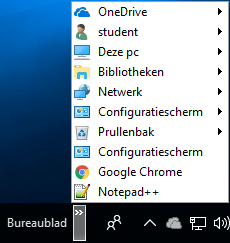 OneDrive
student
Deze pc
Bibliotheken
Netwerk
Configuratiescherm
Prullenbak
Configuratiescherm
Google Chrome
Notepad++
Bureaublad